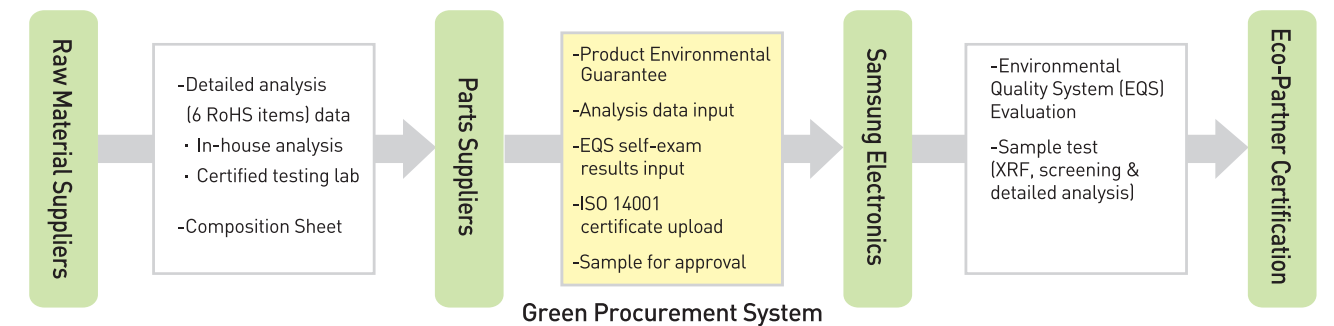 Raw Material Suppliers
-Detailed analysis
(6 RoHS items) data
· In-house analysis
· Certified testing lab
-Composition Sheet
Parts Suppliers
-Product Environmental
Guarantee
-Analysis data input
-EQS self-exam
results input
-ISO 14001
certificate upload
-Sample for approval
Green Procurement System
Samsung Electronics
-Environmental
Quality System (EQS)
Evaluation
-Sample test
(XRF, screening &
detailed analysis)
Eco-Partner Certification